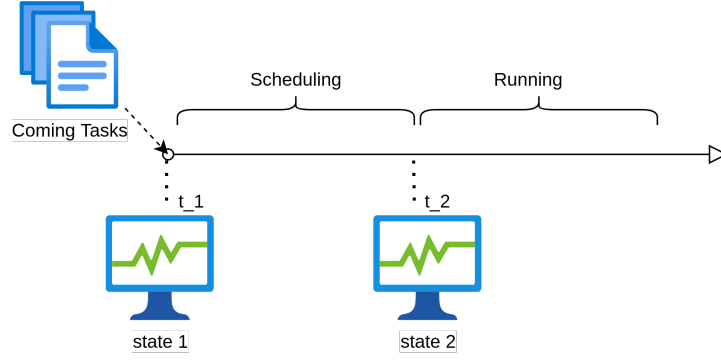 Scheduling
Running
Coming Tasks
t_1
t_2
state 1
state 2